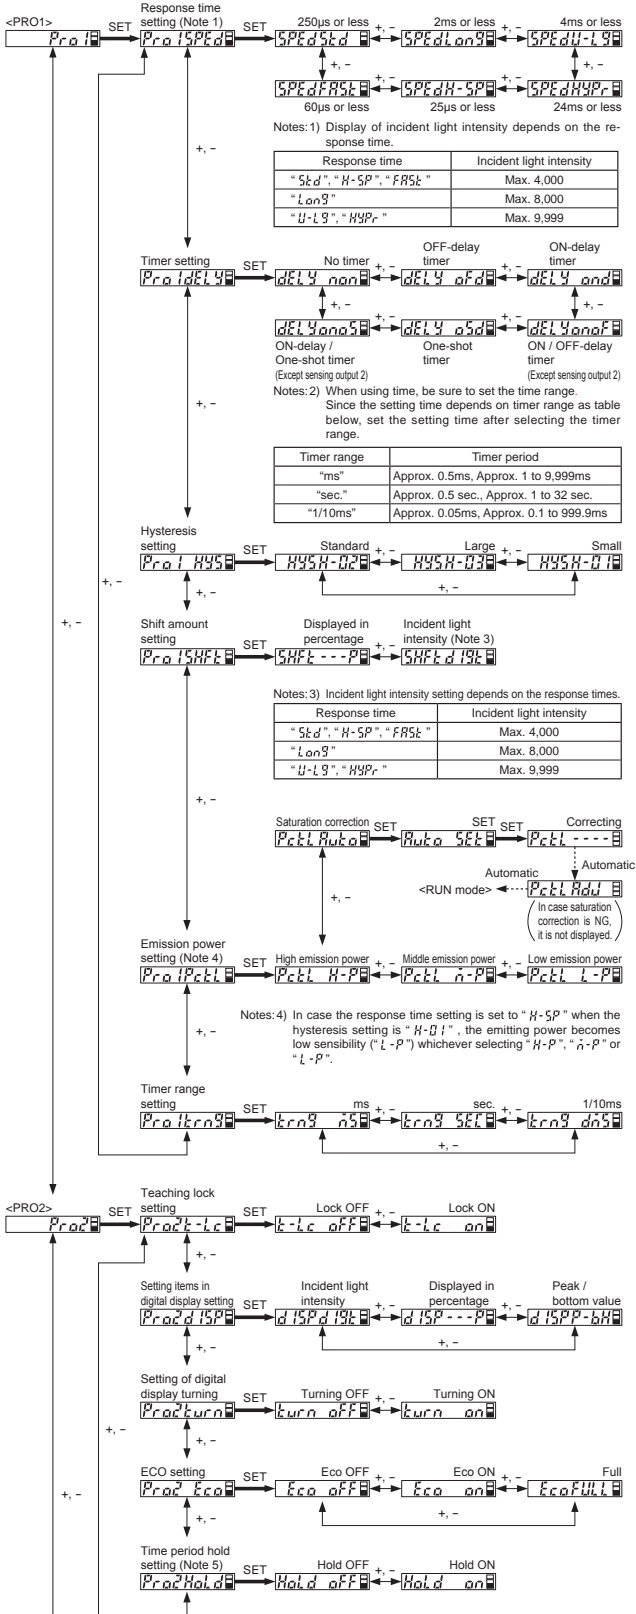 <PRO1>
Pro1
SET
Response time
setting (Note 1)
Pro1SPEd
SET
250μs or less
SPEdStd
+, −
2ms or less
SPEdLong
+, −
4ms or less
SPEdU-Lg
+, −
+, −
SPEdFASt
60μs or less
+, −
SPEdH-SP
25μs or less
+, −
SPEdHYPr
24ms or less
Notes: 1) Display of incident light intensity depends on the re-
sponse time.
Response time Incident light intensity
“Std”, “H-SP”, “FASt” Max. 4,000
“Long” Max. 8,000
“U-Lg”, “HYPr” Max. 9,999
+, −
Timer setting
Pro1dELY
SET
No timer
dELY non
+, −
OFF-delay
timer
dELY oFd
+, −
ON-delay
timer
dELY ond
+, −
+, −
dELYonoS
ON-delay /
One-shot timer
(Except sensing output 2)
+, −
dELY oSd
One-shot
timer
+, −
dELYonoF
ON / OFF-delay
timer
(Except sensing output 2)
Notes: 2) When using time, be sure to set the time range.
Since the setting time depends on timer range as table
below, set the setting time after selecting the timer
range.
Timer range Timer period
“ms” Approx. 0.5ms, Approx. 1 to 9,999ms
“sec.” Approx. 0.5 sec., Approx. 1 to 32 sec.
“1/10ms” Approx. 0.05ms, Approx. 0.1 to 999.9ms
+, −
Hysteresis
setting
Pro1 HYS
SET
Standard
HYSH-02
+, −
Large
HYSH-03
+, −
Small
HYSH-01
+, −
+, −
+, −
+, −
Shift amount
setting
Pro1SHFt
SET
Displayed in
percentage
SHFt---P
+, −
Incident light
intensity (Note 3)
SHFtdigt
Notes: 3) Incident light intensity setting depends on the response times.
Response time Incident light intensity
“Std”, “H-SP”, “FASt” Max. 4,000
“Long” Max. 8,000
“U-Lg”, “HYPr” Max. 9,999
+, −
Saturation correction
PctLAuto
SET
SET
Auto SEt
SET
Correcting
PctL ----
Automatic
Automatic
<RUN mode>
PctLAdJ
In case saturation
correction is NG,
it is not displayed.
+, −
Emission power
setting (Note 4)
Pro1PctL
SET
High emission power
PctL H-P
+, −
Middle emission power
PctL m-P
+, −
Low emission power
PctL L-P
Notes: 4) In case the response time setting is set to “H-SP” when the
hysteresis setting is “H-01”, the emitting power becomes
low sensibility (“L-P”) whichever selecting “H-P”, “m-P” or
“L-P”.
+, −
Timer range
setting
Pro1trng
SET
ms
trng mS
+, −
sec.
trng SEC
+, −
1/10ms
trng dmS
+, −
<PRO2>
Pro2
SET
Teaching lock
setting
Pro2t-Lc
SET
Lock OFF
t-Lc oFF
+, −
Lock ON
t-Lc on
+, −
Setting items in
digital display setting
Pro2diSP
SET
Incident light
intensity
diSPdigt
+, −
Displayed in
percentage
diSP---P
+, −
Peak /
bottom value
diSPP-bH
+, −
+, −
Setting of digital
display turning
Pro2turn
SET
Turning OFF
turn oFF
+, −
Turning ON
turn on
+, −
+, −
ECO setting
Pro2 Eco
SET
Eco OFF
Eco oFF
+, −
Eco ON
Eco on
+, −
Full
EcoFULL
+, −
+, −
+, −
Time period hold
setting (Note 5)
Pro2HoLd
SET
Hold OFF
HoLd oFF
+, −
Hold ON
HoLd on